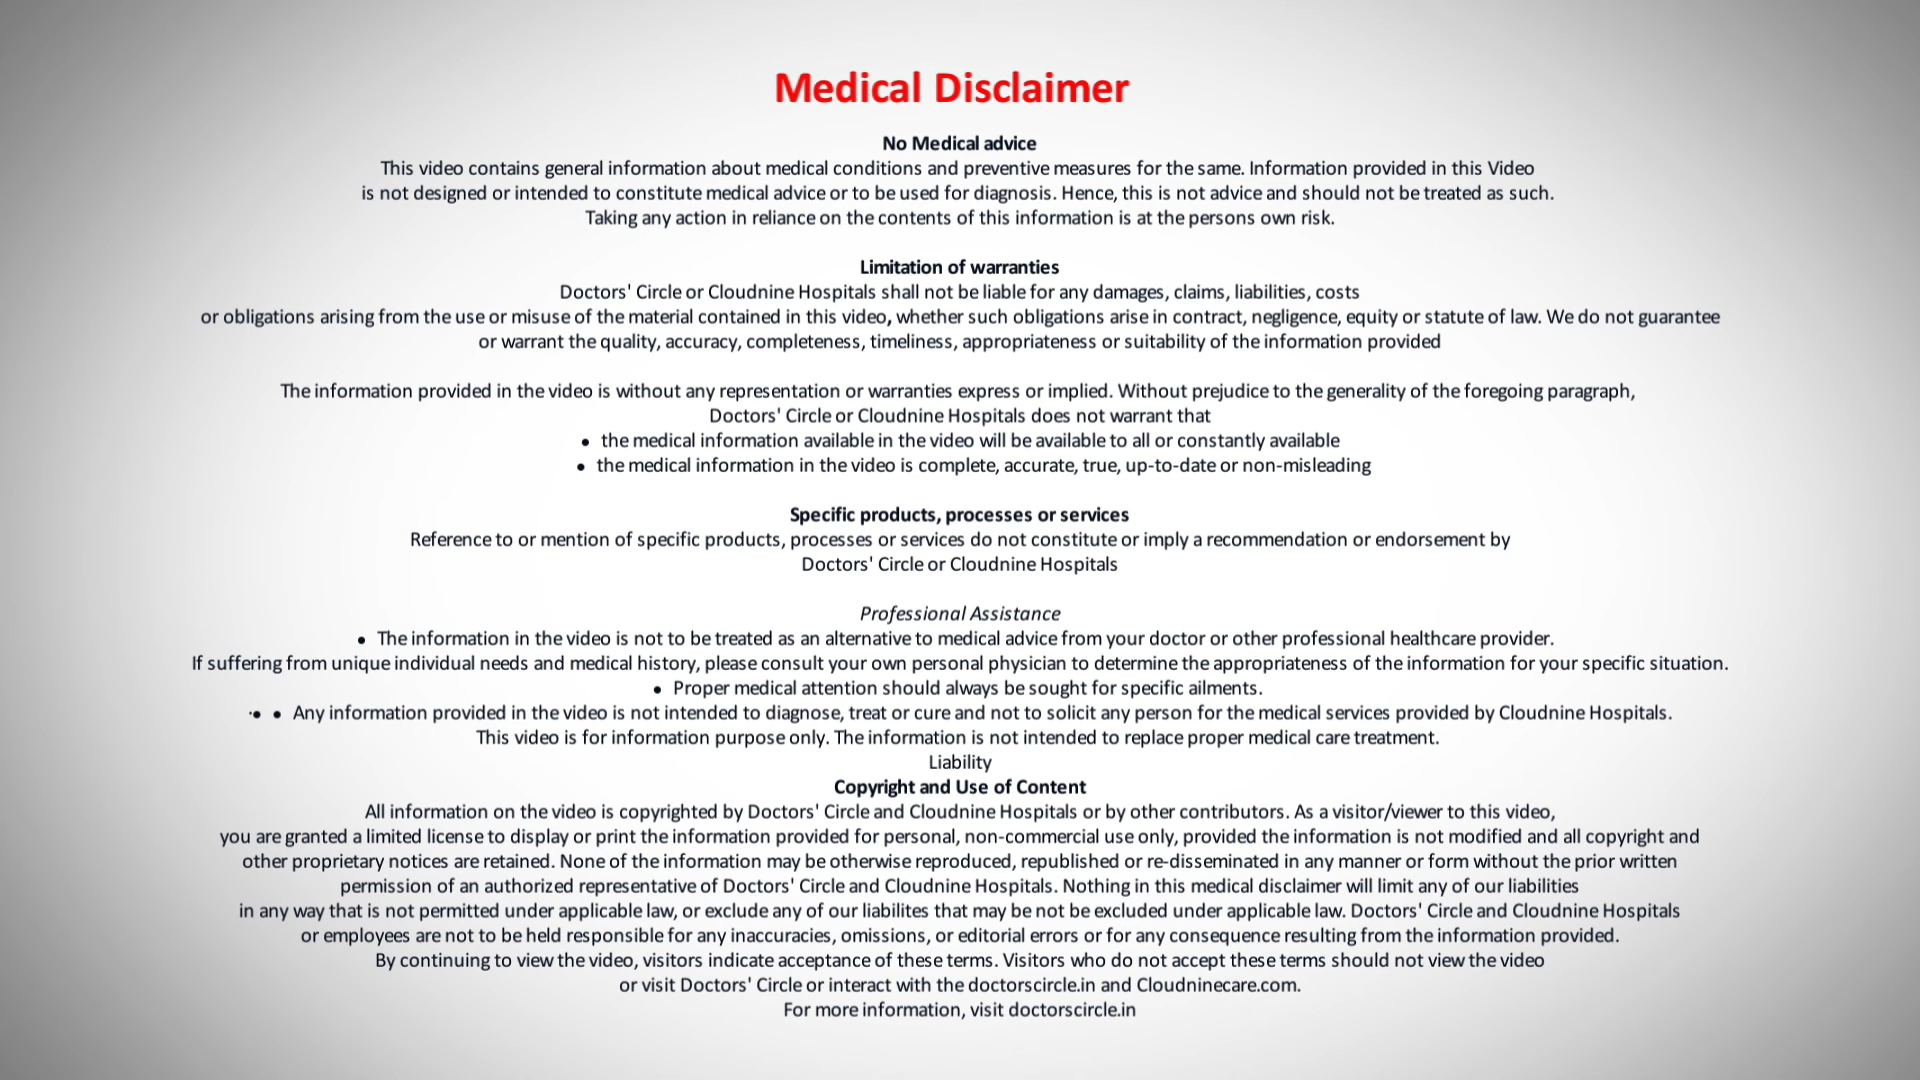 Medical Disclaimer
No Medical advice
This video contains general information about medical conditions and preventive measures for the same. Information provided in this Video
is not designed or intended to constitute medical advice or to be used for diagnosis. Hence, this is not advice and should not be treated as such.
Taking any action in reliance on the contents of this information is at the persons own risk.
Limitation of warranties
Doctors' Circle or Cloudnine Hospitals shall not be liable for any damages, claims, liabilities, costs
or obligations arising from the use or misuse of the material contained in this video, whether such obligations arise in contract, negligence, equity or statute of law. We do not guarantee
or warrant the quality, accuracy, completeness, timeliness, appropriateness or suitability of the information provided
The information provided in the video is without any representation or warranties express or implied. Without prejudice to the generality of the foregoing paragraph,
Doctors' Circle or Cloudnine Hospitals does not warrant that
• the medical information available in the video will be available to all or constantly available
• the medical information in the video is complete, accurate, true, up-to-date or non-misleading
Specific products, processes or services
Reference to or mention of specific products, processes or services do not constitute or imply a recommendation or endorsement by
Doctors' Circle or Cloudnine Hospitals
Professional Assistance
• The information in the video is not to be treated as an alternative to medical advice from your doctor or other professional healthcare provider.
If suffering from unique individual needs and medical history, please consult your own personal physician to determine the appropriateness of the information for your specific situation.
• Proper medical attention should always be sought for specific ailments.
·• • Any information provided in the video is not intended to diagnose, treat or cure and not to solicit any person for the medical services provided by Cloudnine Hospitals.
This video is for information purpose only. The information is not intended to replace proper medical care treatment.
Liability
Copyright and Use of Content
All information on the video is copyrighted by Doctors' Circle and Cloudnine Hospitals or by other contributors. As a visitor/viewer to this video,
you are granted a limited license to display or print the information provided for personal, non-commercial use only, provided the information is not modified and all copyright and
other proprietary notices are retained. None of the information may be otherwise reproduced, republished or re-disseminated in any manner or form without the prior written
permission of an authorized representative of Doctors' Circle and Cloudnine Hospitals. Nothing in this medical disclaimer will limit any of our liabilities
in any way that is not permitted under applicable law, or exclude any of our liabilites that may be not be excluded under applicable law. Doctors' Circle and Cloudnine Hospitals
or employees are not to be held responsible for any inaccuracies, omissions, or editorial errors or for any consequence resulting from the information provided.
By continuing to view the video, visitors indicate acceptance of these terms. Visitors who do not accept these terms should not view the video
or visit Doctors' Circle or interact with the doctorscircle.in and Cloudninecare.com.
For more information, visit doctorscircle.in